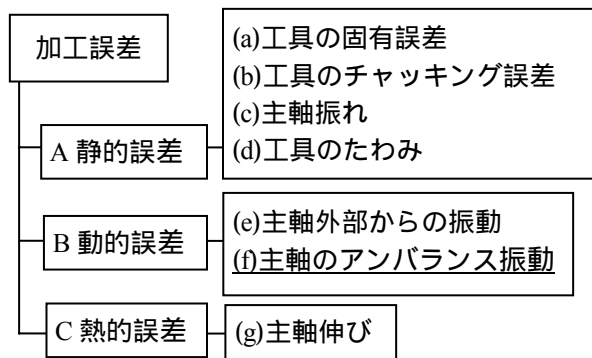 加工誤差
(a)工具の固有誤差
(b)工具のチャッキング誤差
(c)主軸振れ
(d)工具のたわみ
A 静的誤差
(e)主軸外部からの振動
(f)主軸のアンバランス振動
B 動的誤差
C 熱的誤差
(g)主軸伸び